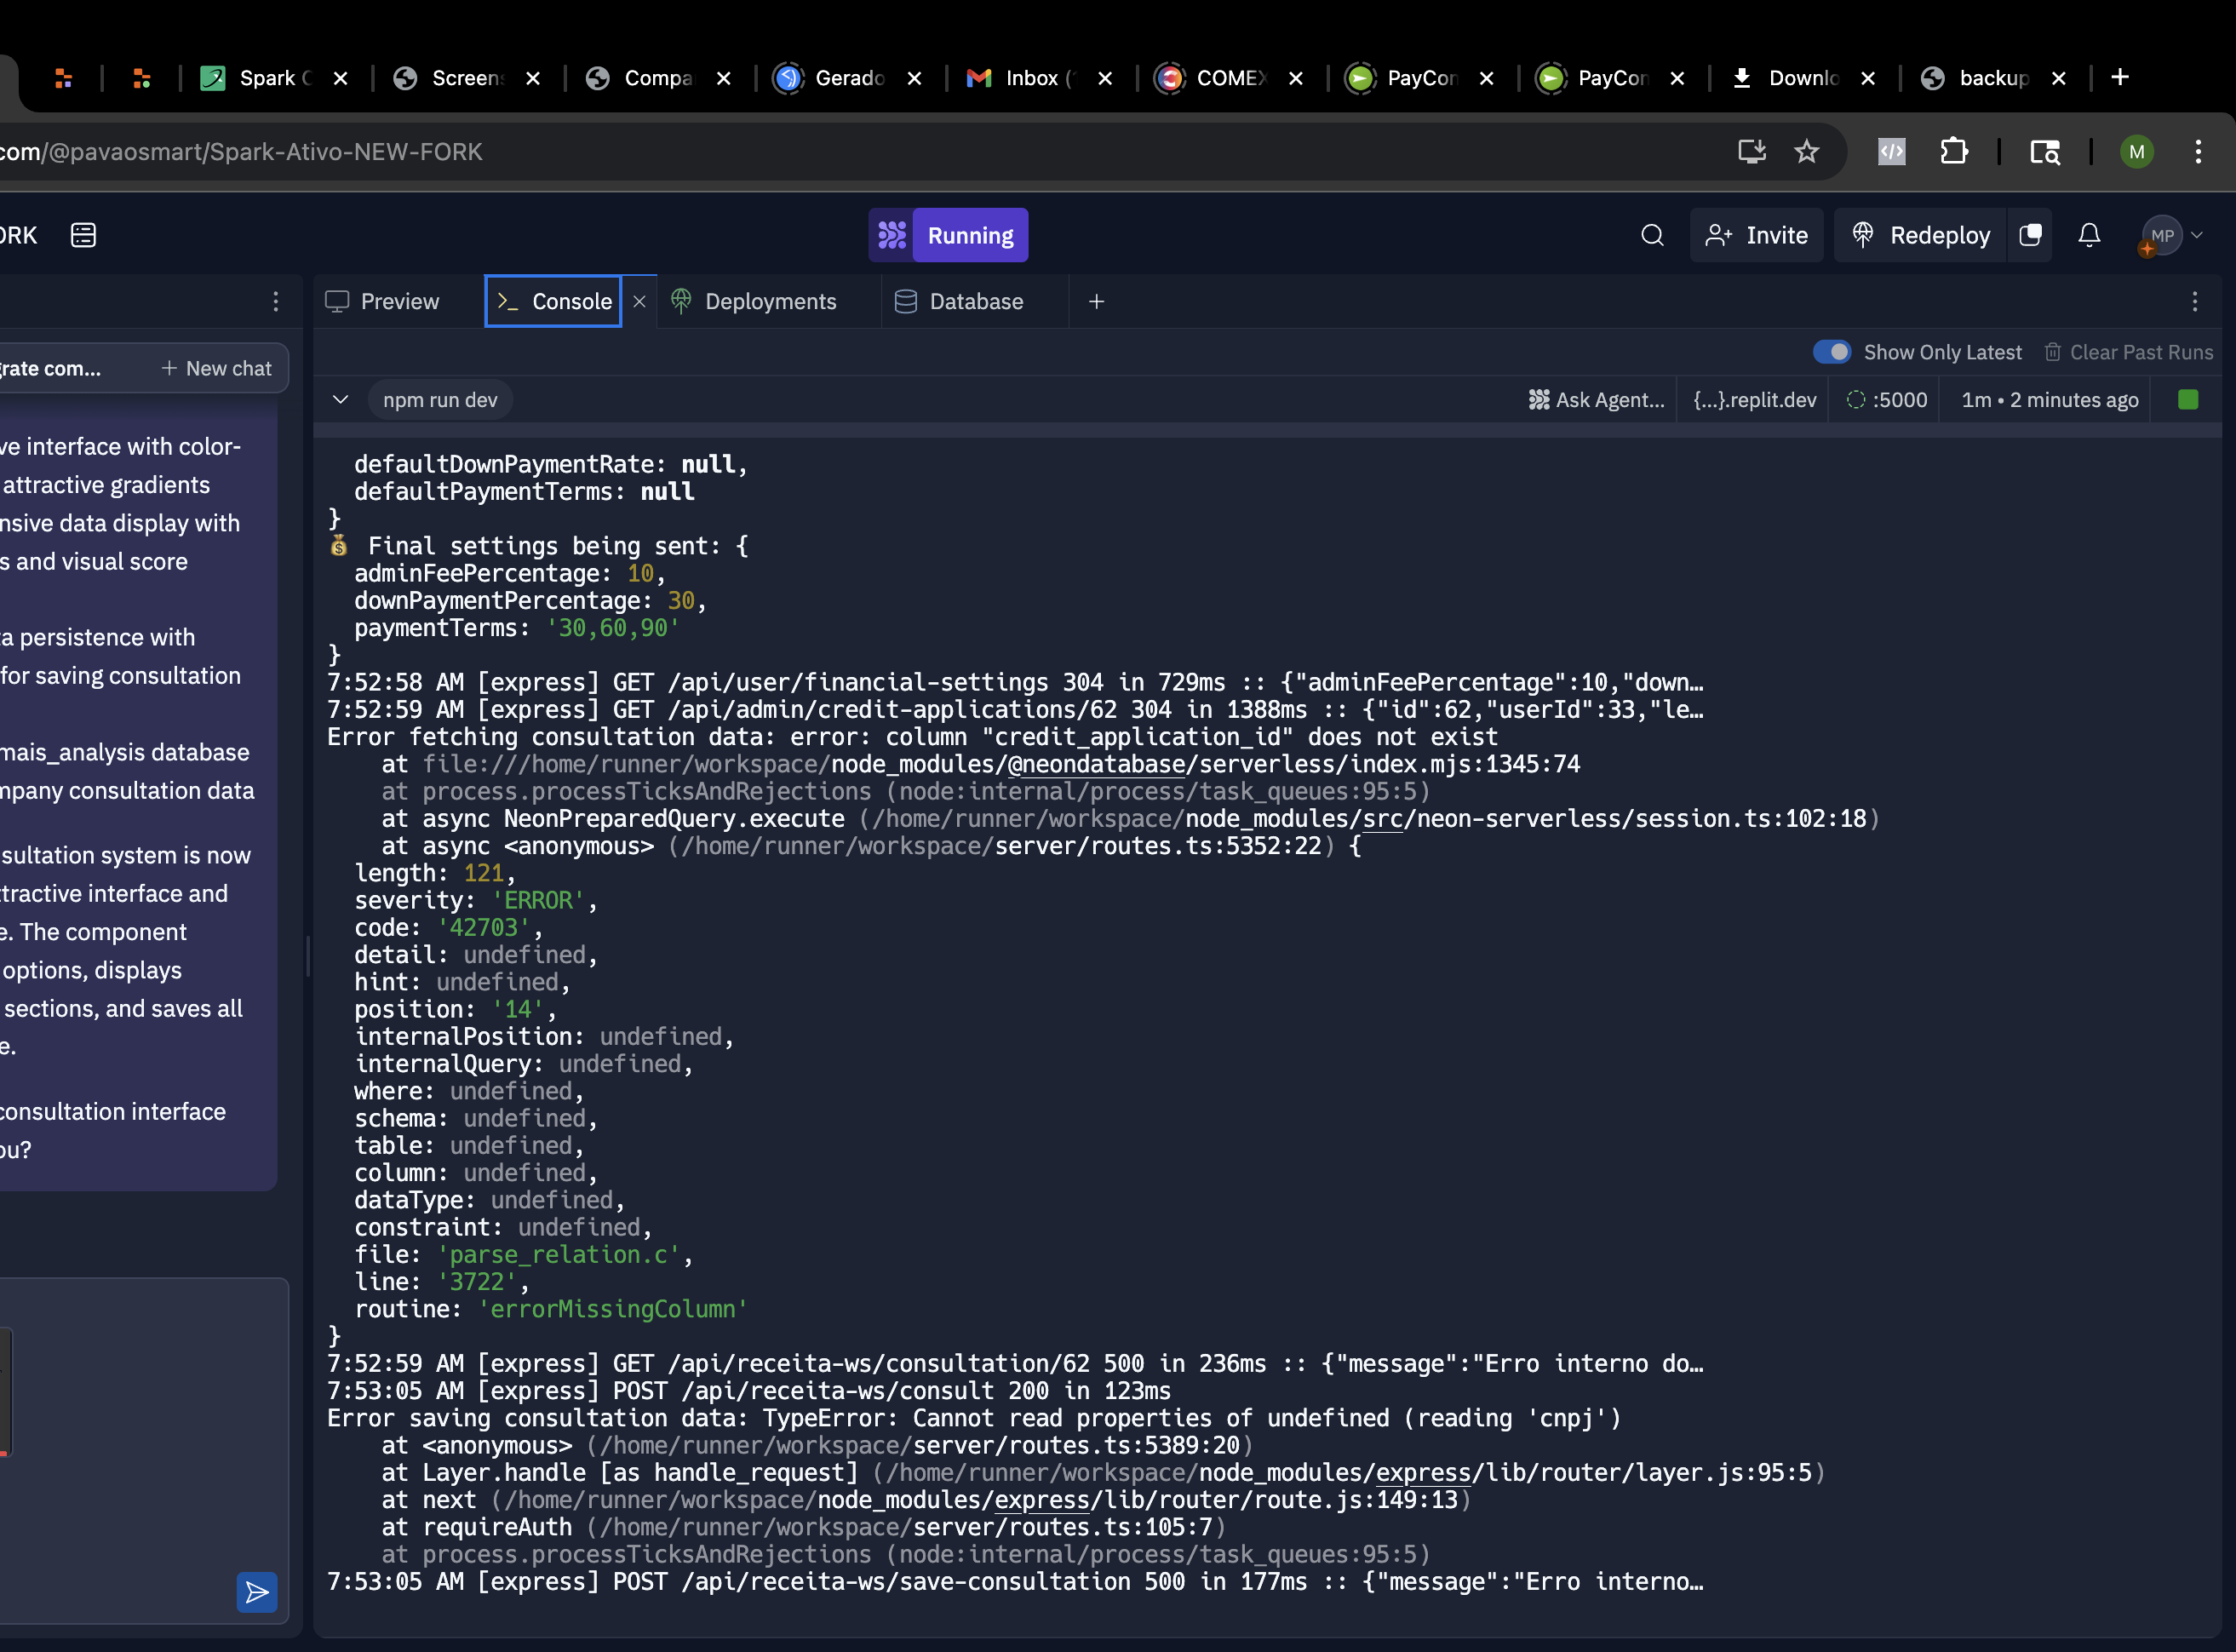 Spark C
Screens
Compa
Gerado
Inbox (
COMEX
PayCon
PayCon
Downlo
backup
com/@pavaosmart/Spark-Ativo-NEW-FORK
M
ORK
Running
Invite
Redeploy
MP
Preview
Console
Deployments
Database
Show Only Latest
Clear Past Runs
grate com...
New chat
npm run dev
Ask Agent...
{...}.replit.dev
:5000
1m • 2 minutes ago
ve interface with color-
attractive gradients
ensive data display with
s and visual score
ta persistence with
for saving consultation
mais_analysis database
mpany consultation data
sultation system is now
ttractive interface and
e. The component
options, displays
sections, and saves all
e.
consultation interface
ou?
defaultDownPaymentRate: null,
defaultPaymentTerms: null
}
💰 Final settings being sent: {
adminFeePercentage: 10,
downPaymentPercentage: 30,
paymentTerms: '30,60,90'
}
7:52:58 AM [express] GET /api/user/financial-settings 304 in 729ms :: {"adminFeePercentage":10,"down…
7:52:59 AM [express] GET /api/admin/credit-applications/62 304 in 1388ms :: {"id":62,"userId":33,"le…
Error fetching consultation data: error: column "credit_application_id" does not exist
at file:///home/runner/workspace/node_modules/@neondatabase/serverless/index.mjs:1345:74
at process.processTicksAndRejections (node:internal/process/task_queues:95:5)
at async NeonPreparedQuery.execute (/home/runner/workspace/node_modules/src/neon-serverless/session.ts:102:18)
at async <anonymous> (/home/runner/workspace/server/routes.ts:5352:22) {
length: 121,
severity: 'ERROR',
code: '42703',
detail: undefined,
hint: undefined,
position: '14',
internalPosition: undefined,
internalQuery: undefined,
where: undefined,
schema: undefined,
table: undefined,
column: undefined,
dataType: undefined,
constraint: undefined,
file: 'parse_relation.c',
line: '3722',
routine: 'errorMissingColumn'
}
7:52:59 AM [express] GET /api/receita-ws/consultation/62 500 in 236ms :: {"message":"Erro interno do…
7:53:05 AM [express] POST /api/receita-ws/consult 200 in 123ms
Error saving consultation data: TypeError: Cannot read properties of undefined (reading 'cnpj')
at <anonymous> (/home/runner/workspace/server/routes.ts:5389:20)
at Layer.handle [as handle_request] (/home/runner/workspace/node_modules/express/lib/router/layer.js:95:5)
at next (/home/runner/workspace/node_modules/express/lib/router/route.js:149:13)
at requireAuth (/home/runner/workspace/server/routes.ts:105:7)
at process.processTicksAndRejections (node:internal/process/task_queues:95:5)
7:53:05 AM [express] POST /api/receita-ws/save-consultation 500 in 177ms :: {"message":"Erro interno…